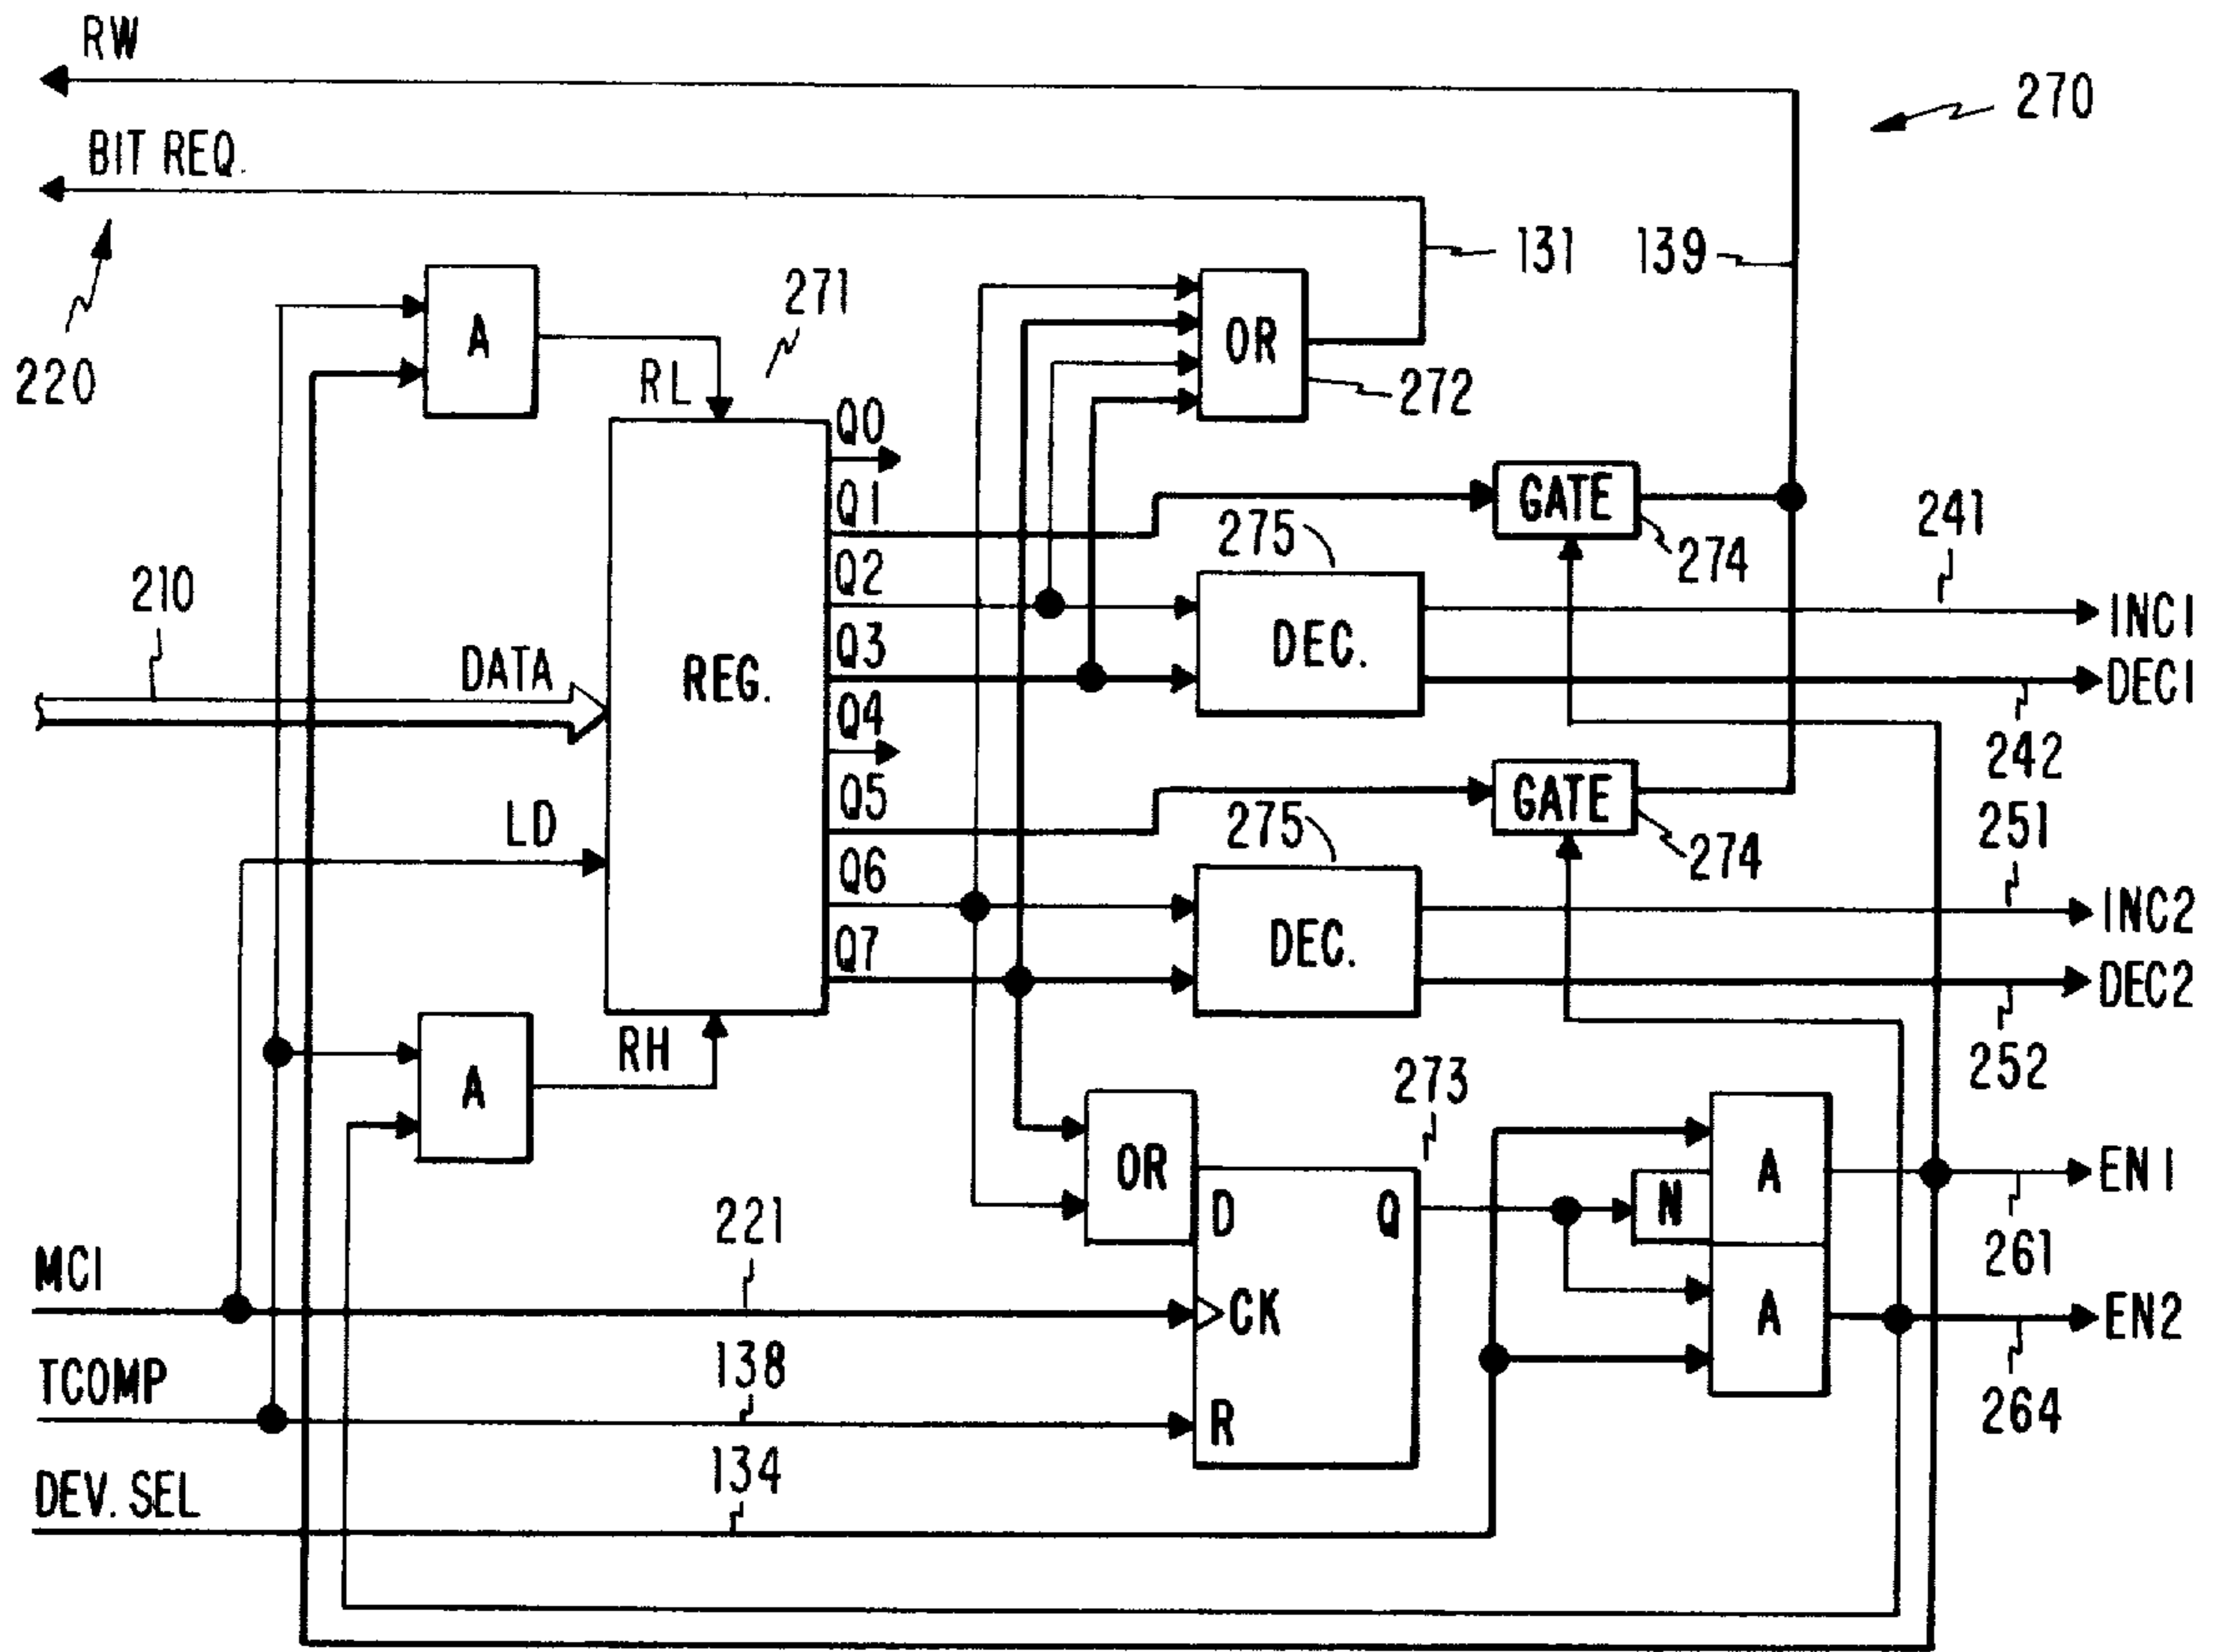 RW
270
BIT REQ.
131
139
271
A
OR
220
RL
272
Q0
Q1
GATE
241
275
274
210
Q2
INC1
DATA
Q3
DEC.
DEC1
REG.
Q4
242
GATE
Q5
251
LD
275
274
Q6
INC2
Q7
DEC.
DEC2
RH
252
A
273
OR
A
EN1
N
D
Q
221
261
MC1
CK
A
EN2
138
TCOMP
264
R
134
DEV. SEL